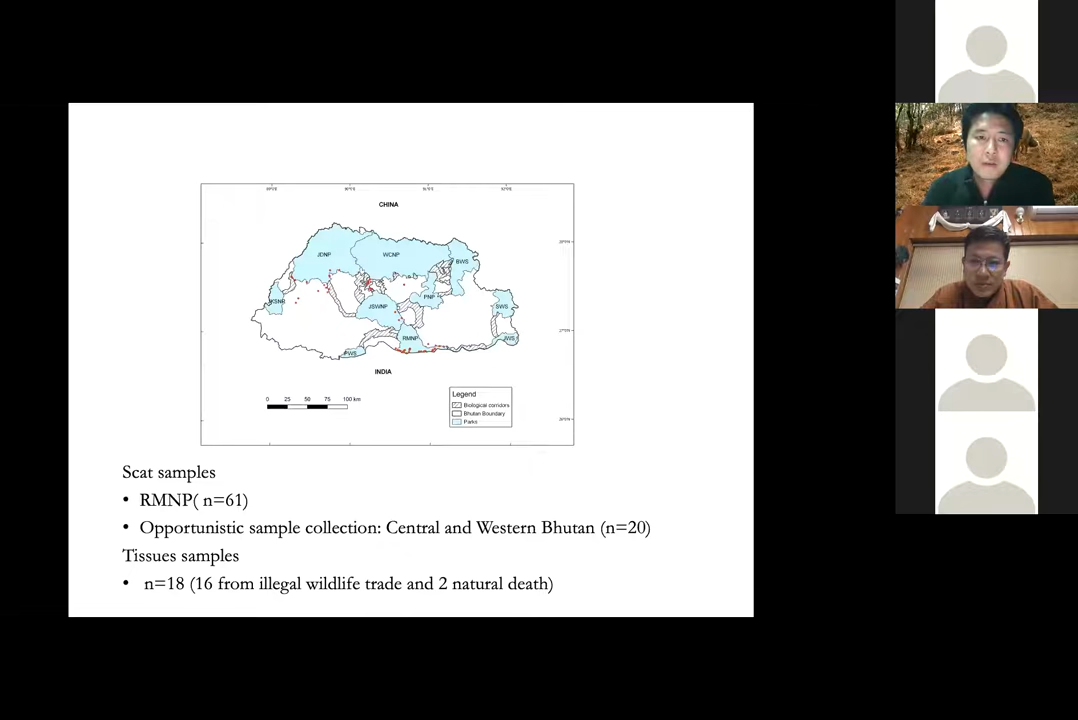 CHINA
JDNP
WCNP
BWS
KSNR
JSWNP
PNP
SWS
RMNP
JWS
PWS
INDIA
0 25 50 75 100 km
Legend
Biological corridors
Bhutan Boundary
Parks
Scat samples
• RMNP( n=61)
• Opportunistic sample collection: Central and Western Bhutan (n=20)
Tissues samples
• n=18 (16 from illegal wildlife trade and 2 natural death)